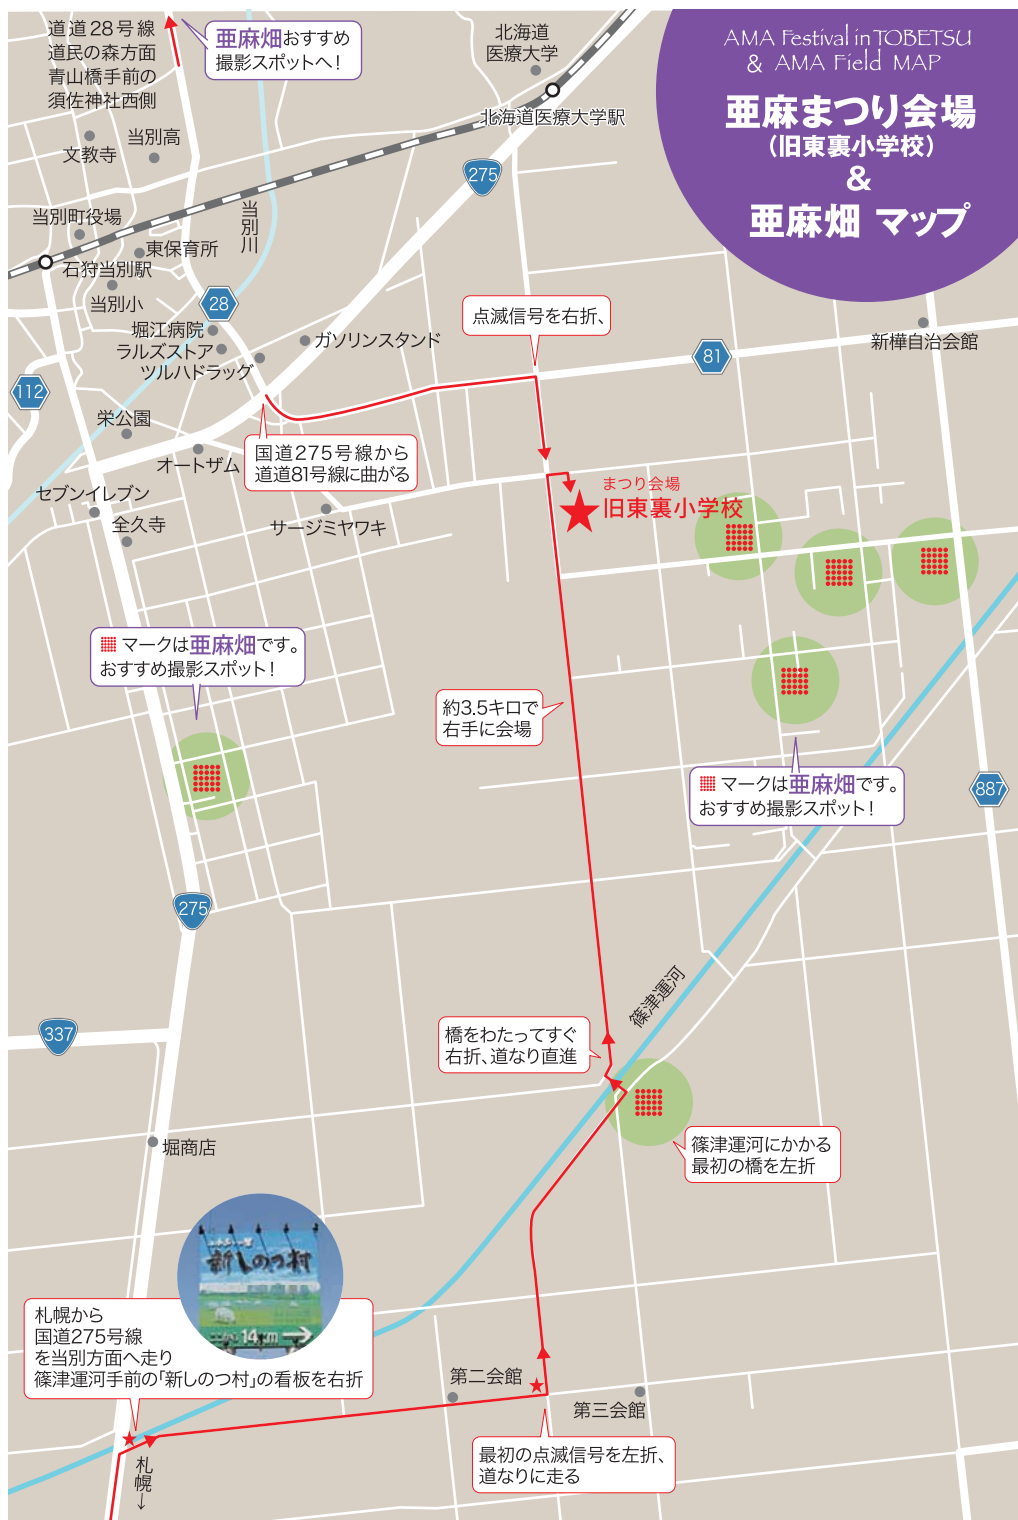 AMA Festival in TOBETSU
& AMA Field MAP
亜麻まつり会場
（旧東裏小学校）
&
亜麻畑 マップ
道道28号線
道民の森方面
青山橋手前の
須佐神社西側
亜麻畑おすすめ
撮影スポットへ！
北海道
医療大学
北海道医療大学駅
文教寺
当別高
275
当別町役場
当別川
東保育所
石狩当別駅
当別小
28
堀江病院
ラルズストア
ツルハドラッグ
ガソリンスタンド
点滅信号を右折、
81
新樺自治会館
112
栄公園
オートザム
国道275号線から
道道81号線に曲がる
セブンイレブン
全久寺
サージミヤワキ
まつり会場
旧東裏小学校
マークは亜麻畑です。
おすすめ撮影スポット！
約3.5キロで
右手に会場
マークは亜麻畑です。
おすすめ撮影スポット！
887
275
篠津運河
337
橋をわたってすぐ
右折、道なり直進
堀商店
篠津運河にかかる
最初の橋を左折
新しのつ村
14km→
札幌から
国道275号線
を当別方面へ走り
篠津運河手前の「新しのつ村」の看板を右折
第二会館
第三会館
最初の点滅信号を左折、
道なりに走る
札幌→